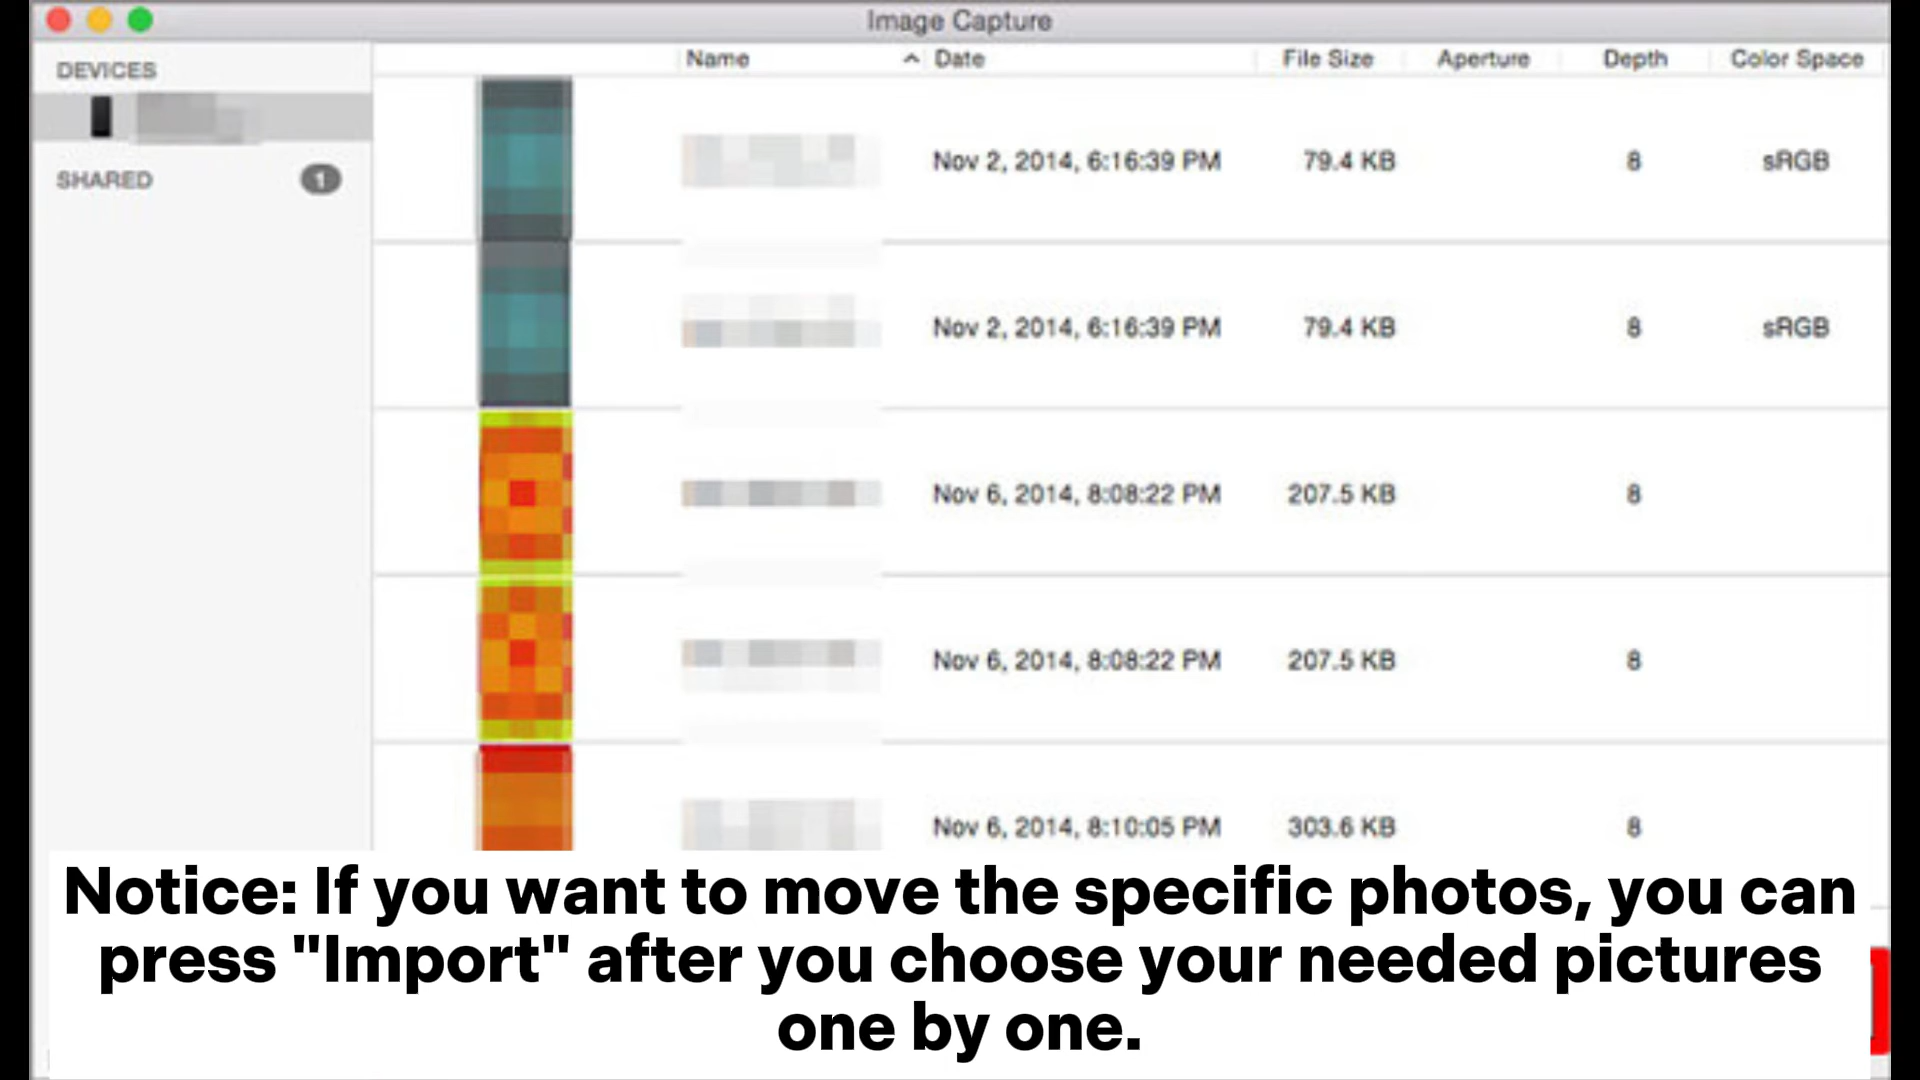 Image Capture
DEVICES
SHARED 1
Name Date File Size Aperture Depth Color Space
Nov 2, 2014, 6:16:39 PM 79.4 KB 8 sRGB
Nov 2, 2014, 6:16:39 PM 79.4 KB 8 sRGB
Nov 6, 2014, 8:08:22 PM 207.5 KB 8
Nov 6, 2014, 8:08:22 PM 207.5 KB 8
Nov 6, 2014, 8:10:05 PM 303.6 KB 8
Notice: If you want to move the specific photos, you can
press "Import" after you choose your needed pictures
one by one.